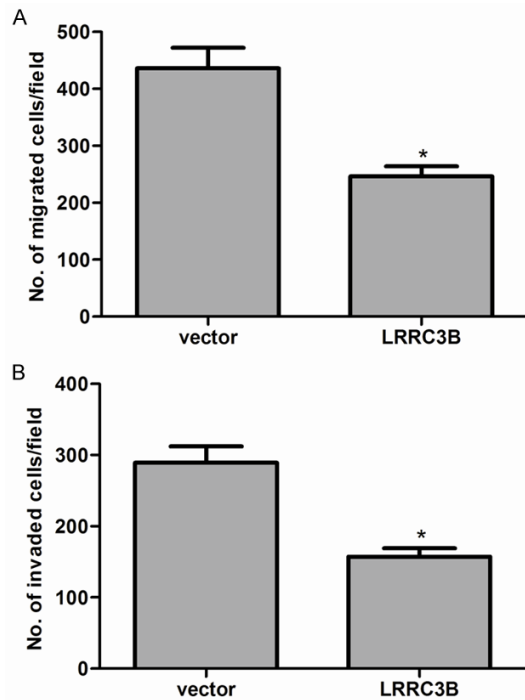 A
No. of migrated cells/field
500
400
300
200
100
0
*
vector
LRRC3B
B
No. of invaded cells/field
400
300
200
100
0
*
vector
LRRC3B